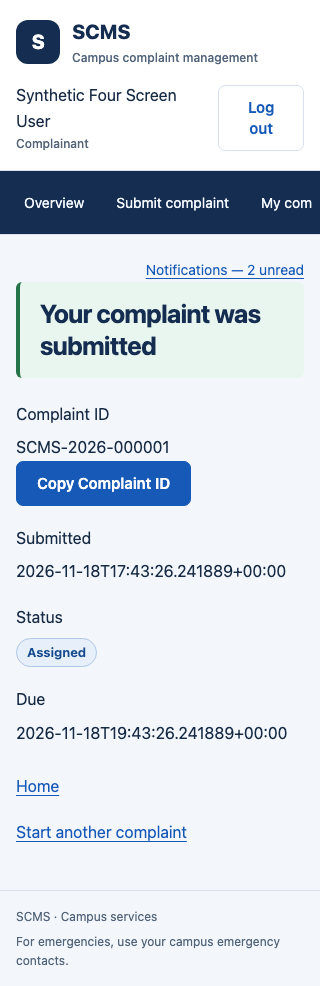 S
SCMS
Campus complaint management
Synthetic Four Screen
User
Complainant
Log
out
Overview
Submit complaint
My com
Notifications — 2 unread
Your complaint was
submitted
Complaint ID
SCMS-2026-000001
Copy Complaint ID
Submitted
2026-11-18T17:43:26.241889+00:00
Status
Assigned
Due
2026-11-18T19:43:26.241889+00:00
Home
Start another complaint
SCMS · Campus services
For emergencies, use your campus emergency
contacts.